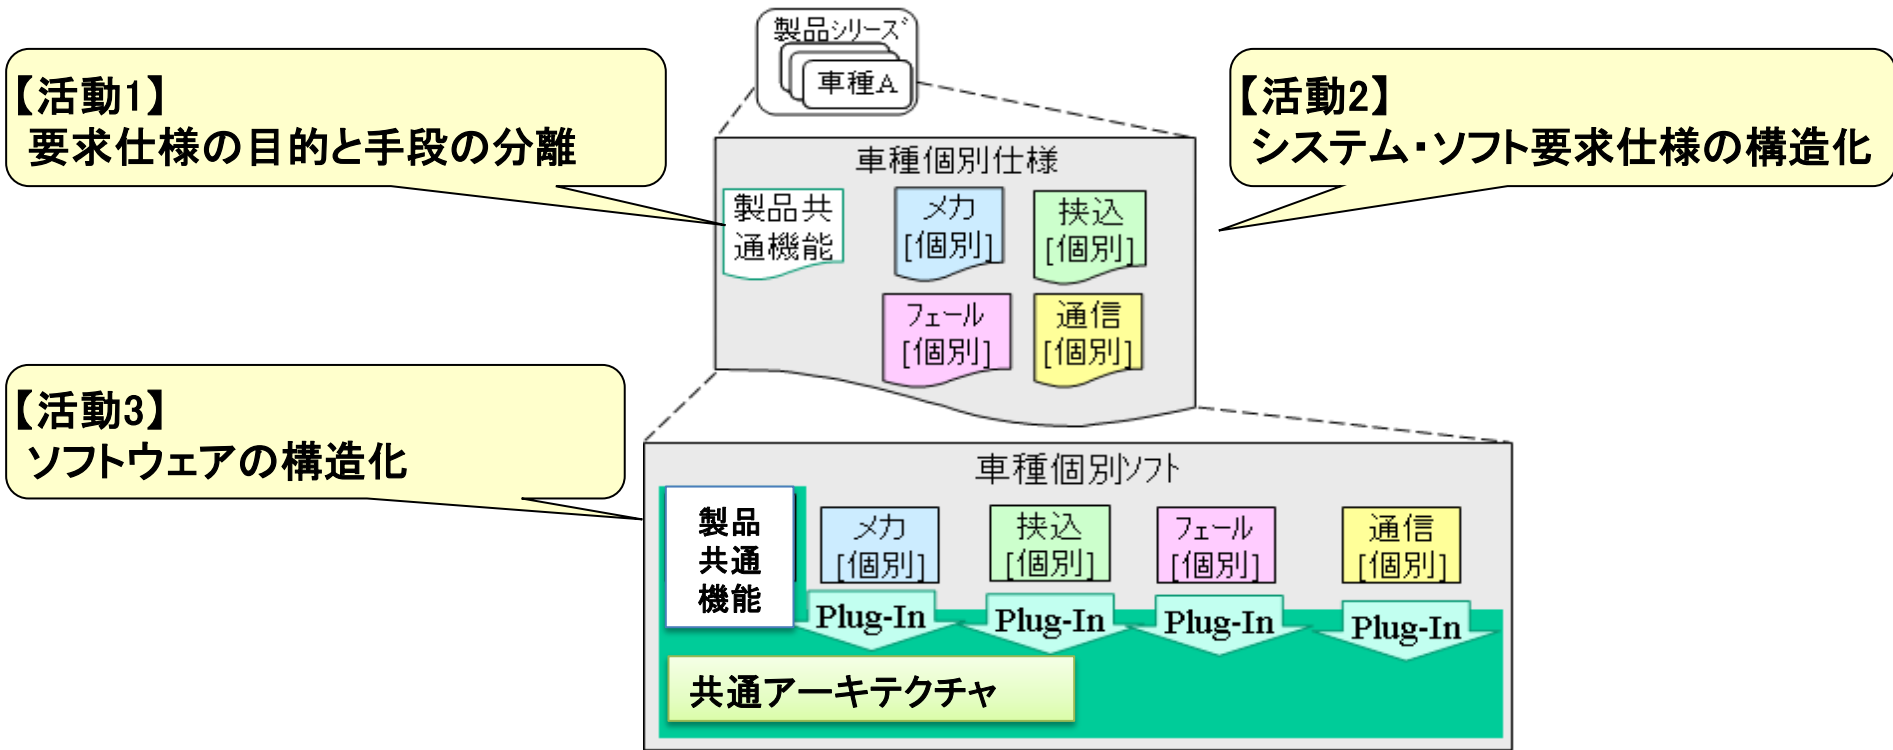 製品シリーズ
車種A
【活動1】
要求仕様の目的と手段の分離
【活動2】
システム・ソフト要求仕様の構造化
車種個別仕様
製品共
通機能
メカ
[個別]
挟込
[個別]
フェール
[個別]
通信
[個別]
【活動3】
ソフトウェアの構造化
車種個別ソフト
製品
共通
機能
メカ
[個別]
挟込
[個別]
フェール
[個別]
通信
[個別]
Plug-In
Plug-In
Plug-In
Plug-In
共通アーキテクチャ